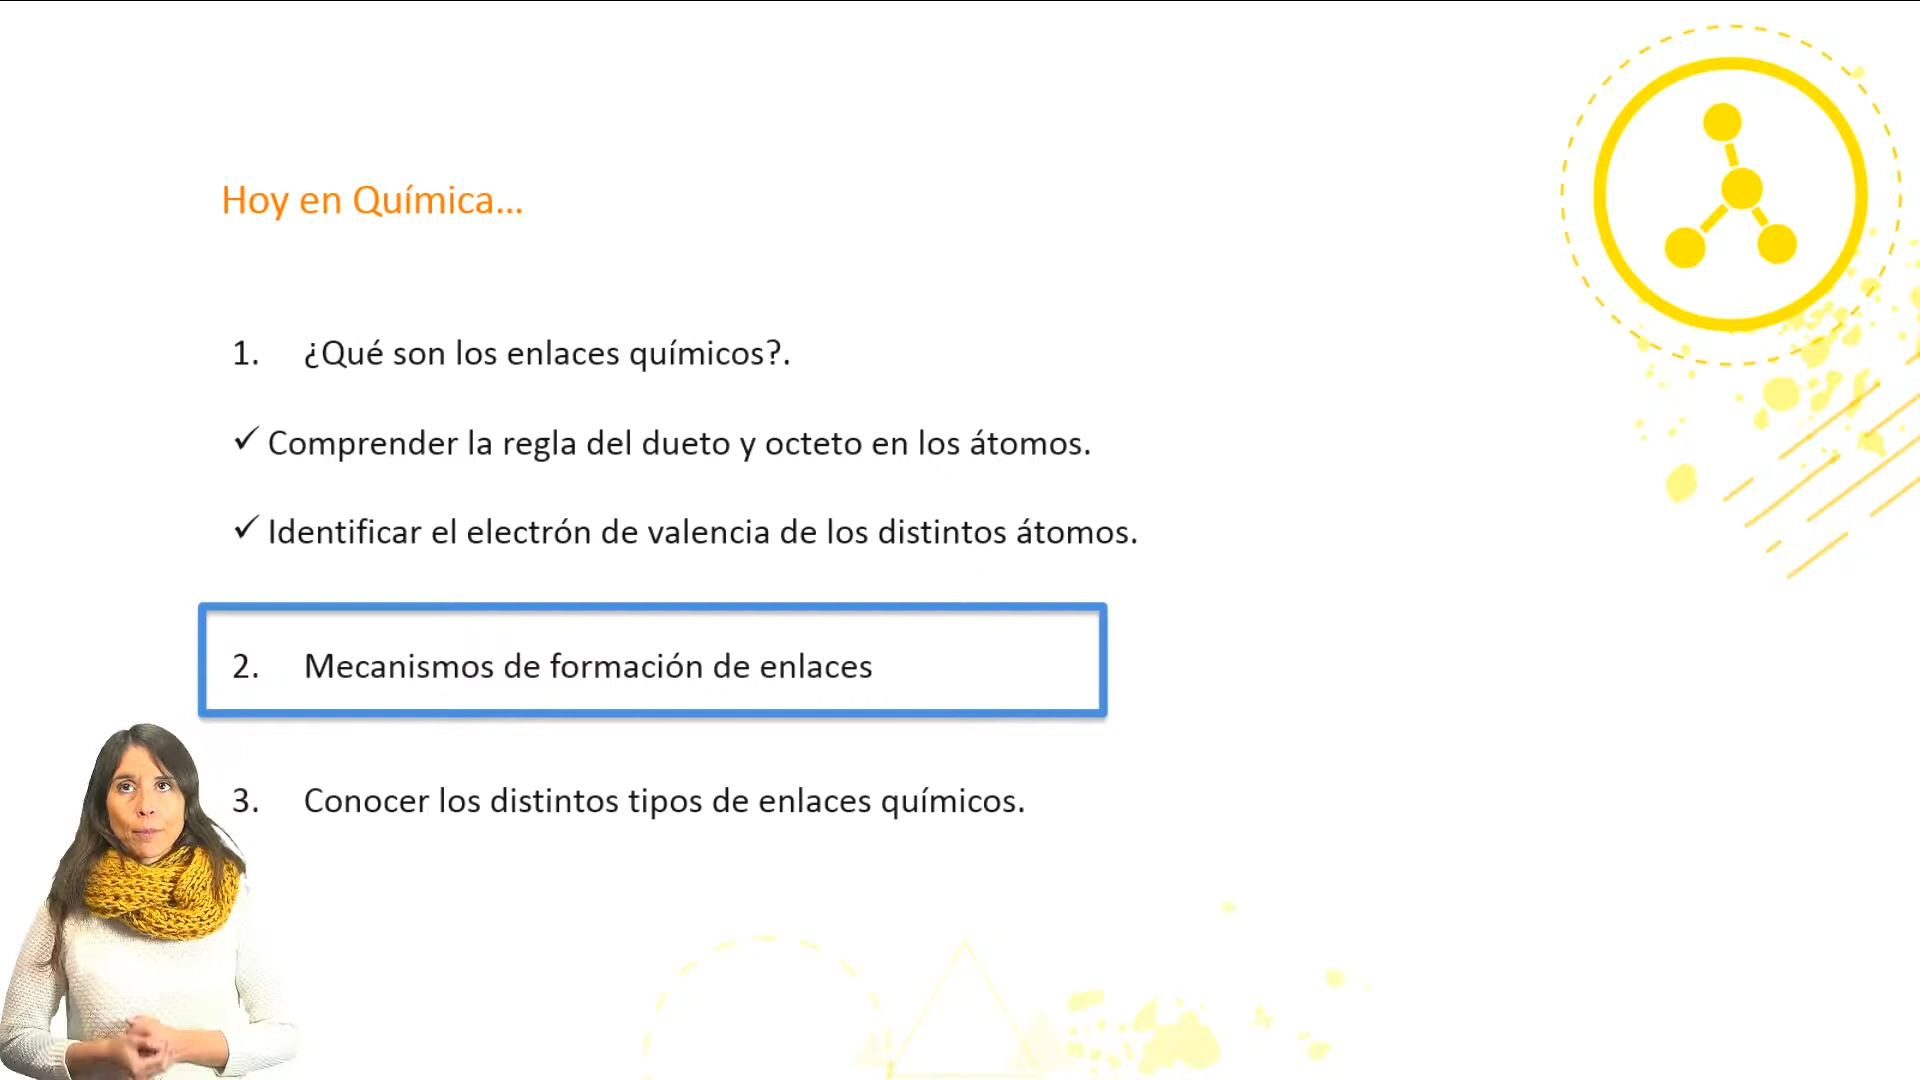 Hoy en Química...
1. ¿Qué son los enlaces químicos?.
✓ Comprender la regla del dueto y octeto en los átomos.
✓ Identificar el electrón de valencia de los distintos átomos.
2. Mecanismos de formación de enlaces
3. Conocer los distintos tipos de enlaces químicos.